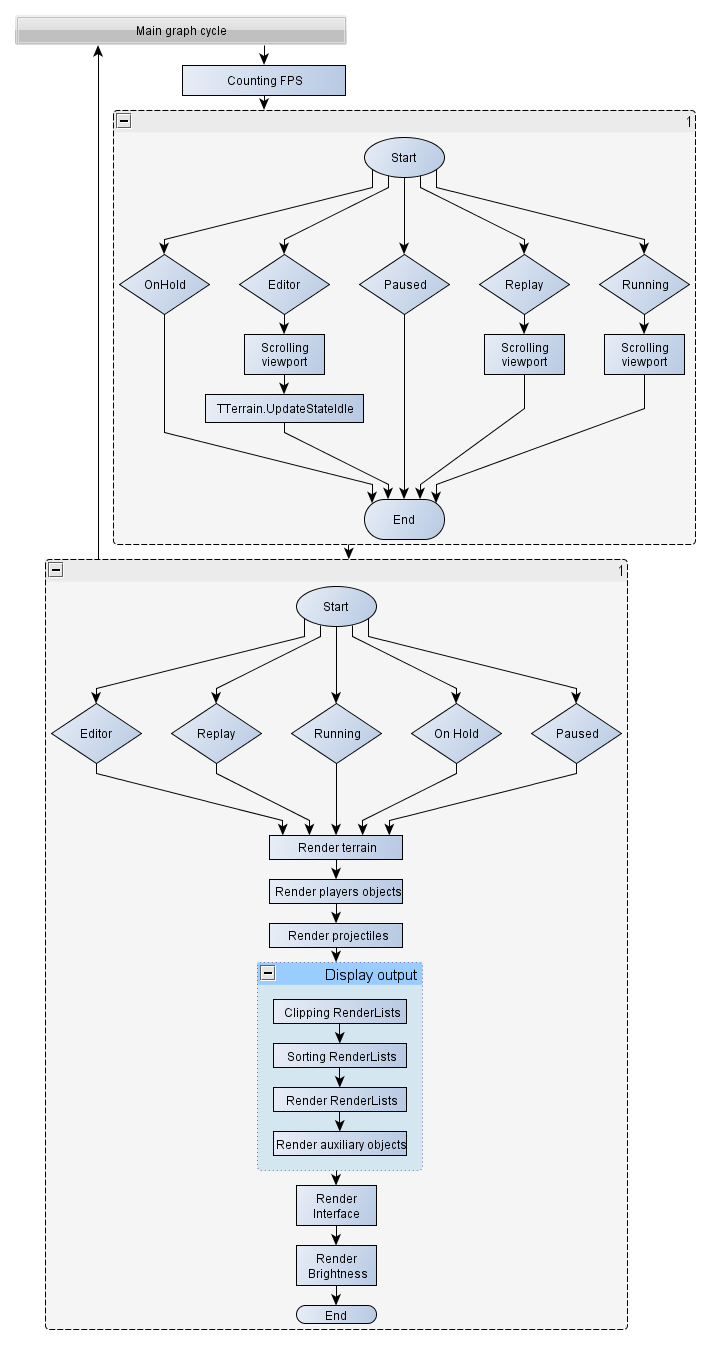 Main graph cycle
Counting FPS
1
Start
OnHold
Editor
Paused
Replay
Running
Scrolling
viewport
Scrolling
viewport
Scrolling
viewport
TTerrain.UpdateStateIdle
End
1
Start
Editor
Replay
Running
On Hold
Paused
Render terrain
Render players objects
Render projectiles
Display output
Clipping RenderLists
Sorting RenderLists
Render RenderLists
Render auxiliary objects
Render
Interface
Render
Brightness
End